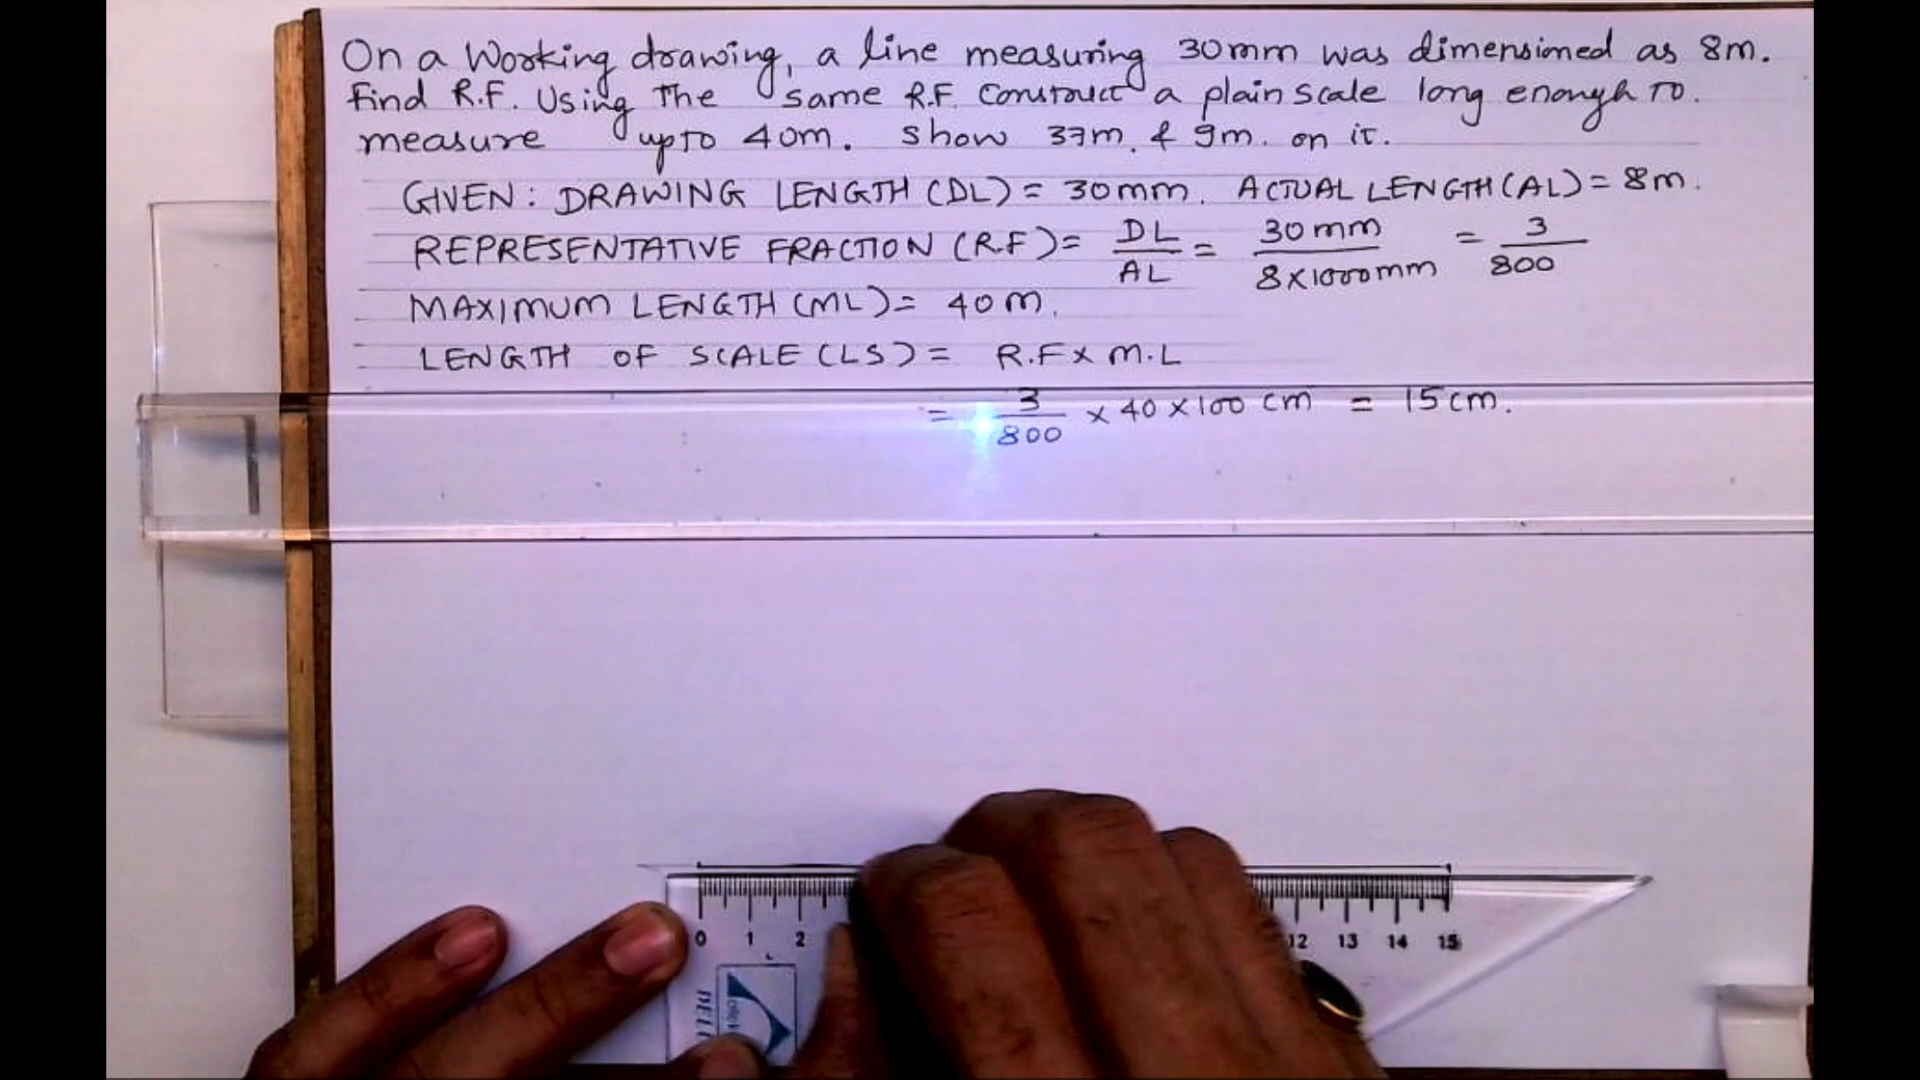 On a Working drawing, a line measuring 30mm was dimensioned as 8m.
find R.F. Using The same R.F. Construct a plain scale long enough TO.
measure upto 40m. Show 37m. & 9m. on it.
GIVEN: DRAWING LENGTH (DL) = 30mm. ACTUAL LENGTH (AL) = 8m.
REPRESENTATIVE FRACTION (R.F) = DL/AL = 30mm/8x1000mm = 3/800
MAXIMUM LENGTH (ML) = 40m.
LENGTH OF SCALE (LS) = R.F x M.L
= 3/800 x 40 x 100 cm = 15cm.
0 1 2 12 13 14 15